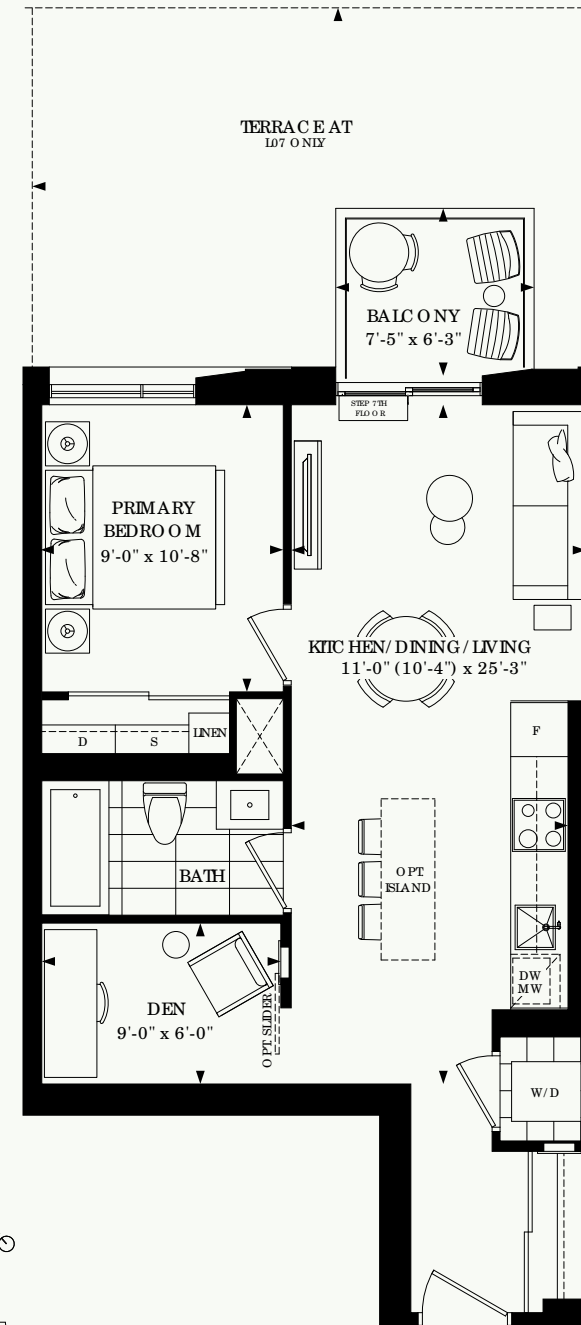 TERRACE AT
L07 ONLY
BALCONY
7'-5" x 6'-3"
STEP 7TH
FLOOR
PRIMARY
BEDROOM
9'-0" x 10'-8"
KITCHEN/DINING/LIVING
11'-0" (10'-4") x 25'-3"
D
S
LINEN
F
BATH
OPT.
ISLAND
DW
MW
DEN
9'-0" x 6'-0"
OPT. SLIDER
W/D